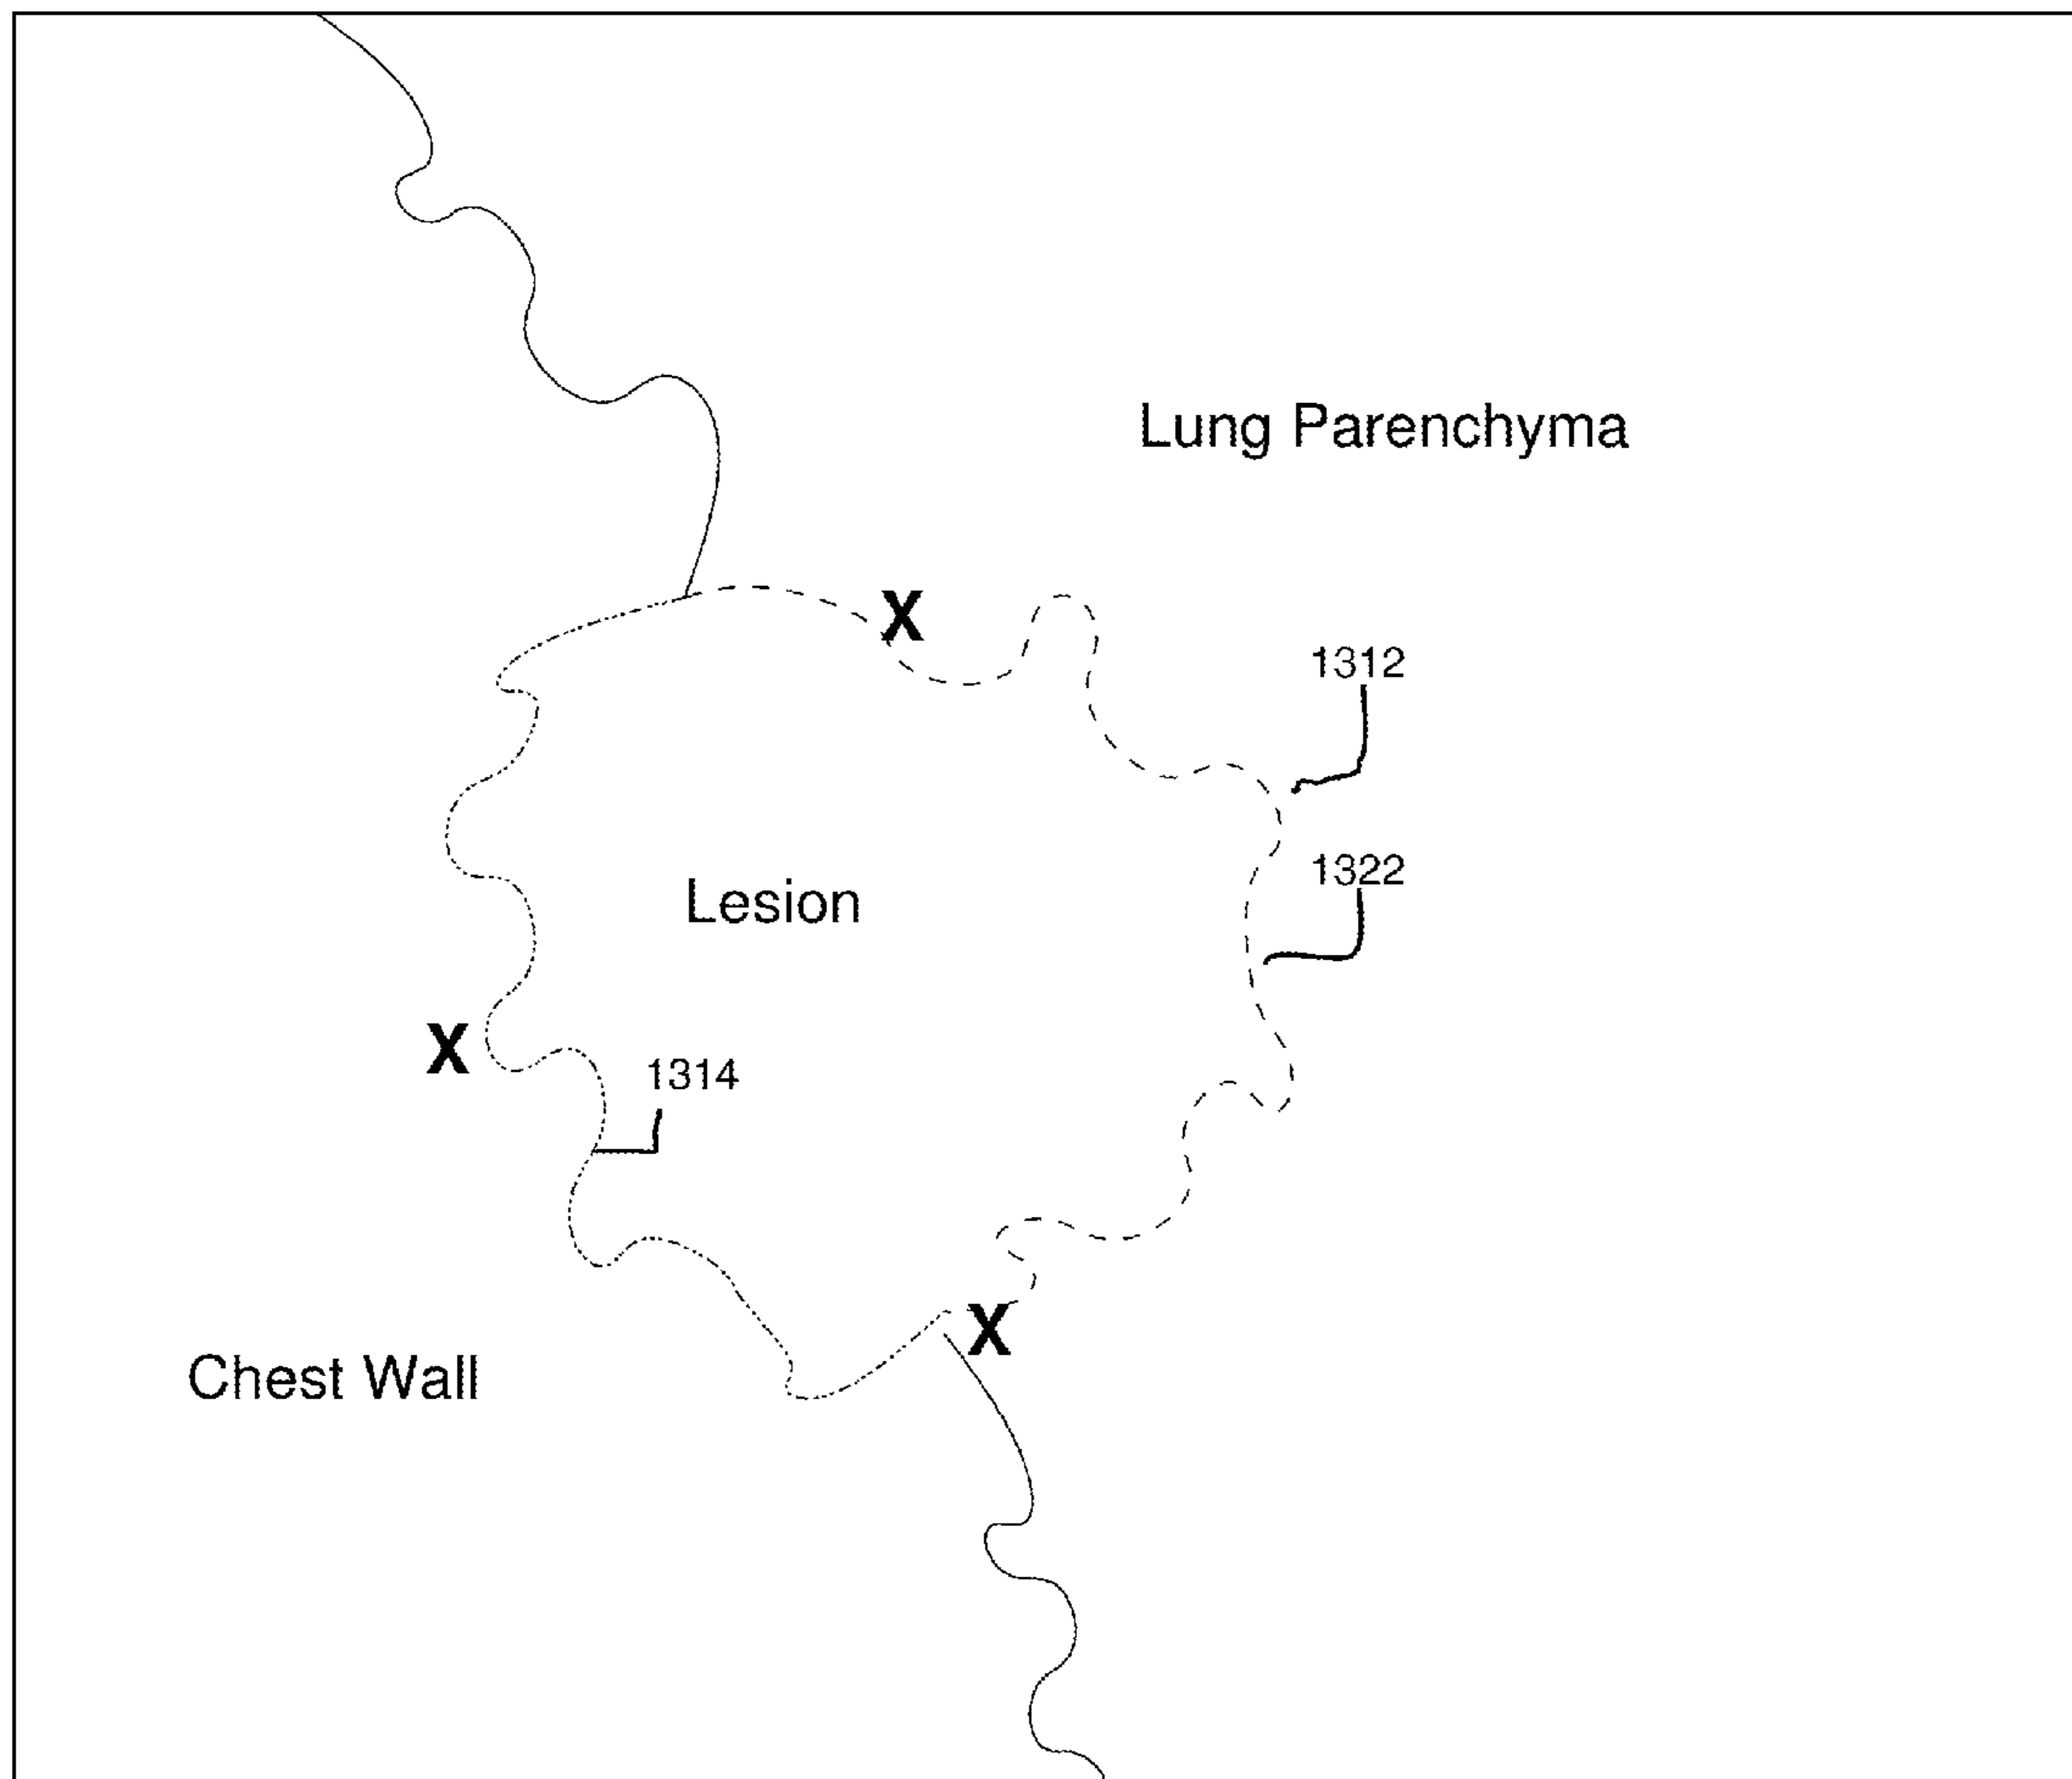 Lung Parenchyma
X
1312
1322
Lesion
X
1314
X
Chest Wall